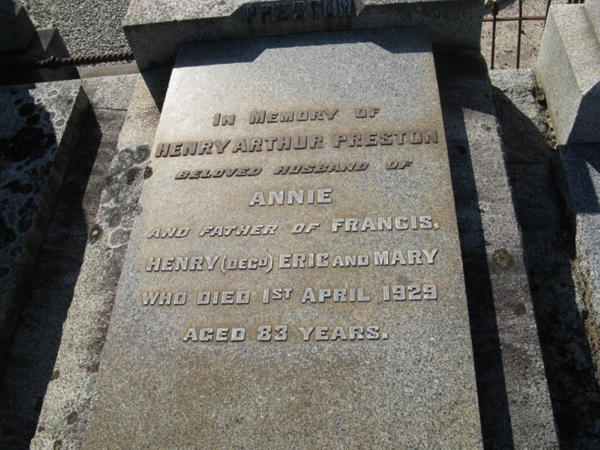 PRESTON
IN MEMORY OF
HENRY ARTHUR PRESTON
BELOVED HUSBAND OF
ANNIE
AND FATHER OF FRANCIS,
HENRY (DECD) ERIC AND MARY
WHO DIED 1ST APRIL 1929
AGED 83 YEARS.